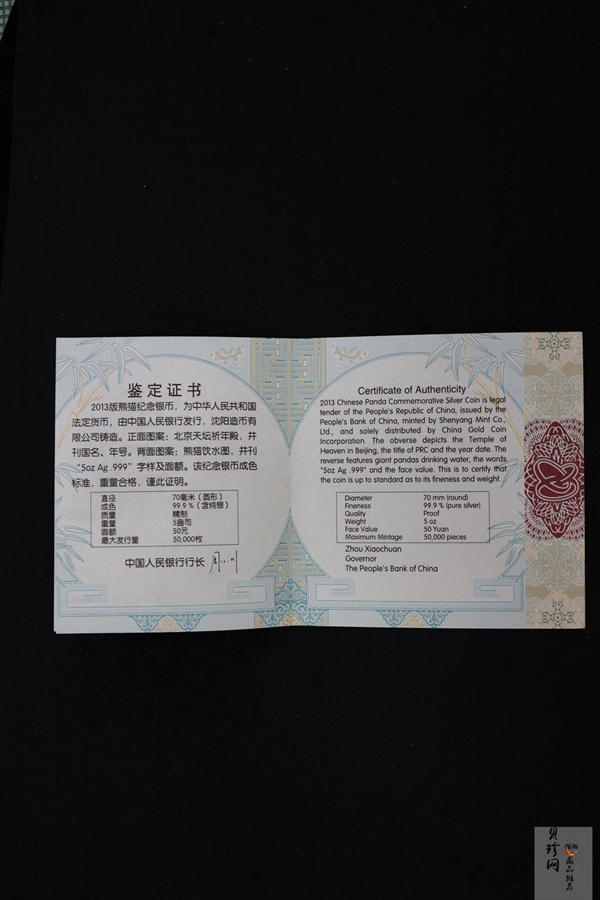 鉴定证书
2013版熊猫纪念银币，为中华人民共和国
法定货币，由中国人民银行发行，沈阳造币有
限公司铸造。正面图案：北京天坛祈年殿，并
刊国名、年号。背面图案：熊猫饮水图，并刊
“5oz Ag .999”字样及面额。该纪念银币成色
标准，重量合格，谨此证明。
直径 70毫米（圆形）
成色 99.9 %（含纯银）
质量 精制
重量 5盎司
面额 50元
最大发行量 50,000枚
中国人民银行行长
Certificate of Authenticity
2013 Chinese Panda Commemorative Silver Coin is legal
tender of the People's Republic of China, issued by the
People's Bank of China, minted by Shenyang Mint Co.,
Ltd., and solely distributed by China Gold Coin
Incorporation. The obverse depicts the Temple of
Heaven in Beijing, the title of PRC and the year date. The
reverse features giant pandas drinking water, the words
"5oz Ag .999" and the face value. This is to certify that
the coin is up to standard as to its fineness and weight.
Diameter 70 mm (round)
Fineness 99.9 % (pure silver)
Quality Proof
Weight 5 oz
Face Value 50 Yuan
Maximum Mintage 50,000 pieces
Zhou Xiaochuan
Governor
The People's Bank of China
贝珍网
藏品推荐